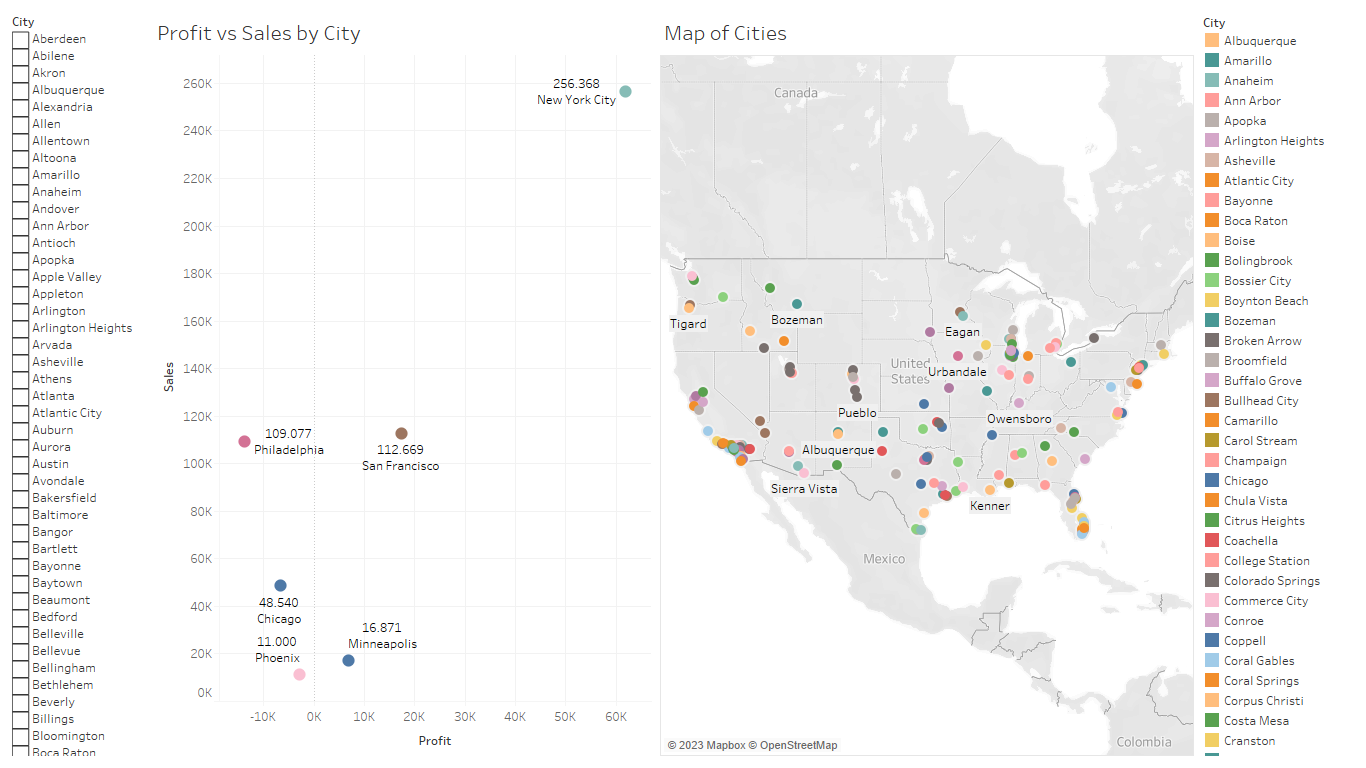 City
Aberdeen
Abilene
Akron
Albuquerque
Alexandria
Allen
Allentown
Altoona
Amarillo
Anaheim
Andover
Ann Arbor
Antioch
Apopka
Apple Valley
Appleton
Arlington
Arlington Heights
Arvada
Asheville
Athens
Atlanta
Atlantic City
Auburn
Aurora
Austin
Avondale
Bakersfield
Baltimore
Bangor
Bartlett
Bayonne
Baytown
Beaumont
Bedford
Belleville
Bellevue
Bellingham
Bethlehem
Beverly
Billings
Bloomington
Boca Raton
Profit vs Sales by City
Sales
260K
240K
220K
200K
180K
160K
140K
120K
100K
80K
60K
40K
20K
0K
256.368
New York City
109.077
Philadelphia
112.669
San Francisco
48.540
Chicago
11.000
Phoenix
16.871
Minneapolis
-10K 0K 10K 20K 30K 40K 50K 60K
Profit
Map of Cities
Canada
Tigard
Bozeman
Eagan
United
States
Urbandale
Pueblo
Owensboro
Albuquerque
Sierra Vista
Kenner
Mexico
Colombia
© 2023 Mapbox © OpenStreetMap
City
Albuquerque
Amarillo
Anaheim
Ann Arbor
Apopka
Arlington Heights
Asheville
Atlantic City
Bayonne
Boca Raton
Boise
Bolingbrook
Bossier City
Boynton Beach
Bozeman
Broken Arrow
Broomfield
Buffalo Grove
Bullhead City
Camarillo
Carol Stream
Champaign
Chicago
Chula Vista
Citrus Heights
Coachella
College Station
Colorado Springs
Commerce City
Conroe
Coppell
Coral Gables
Coral Springs
Corpus Christi
Costa Mesa
Cranston